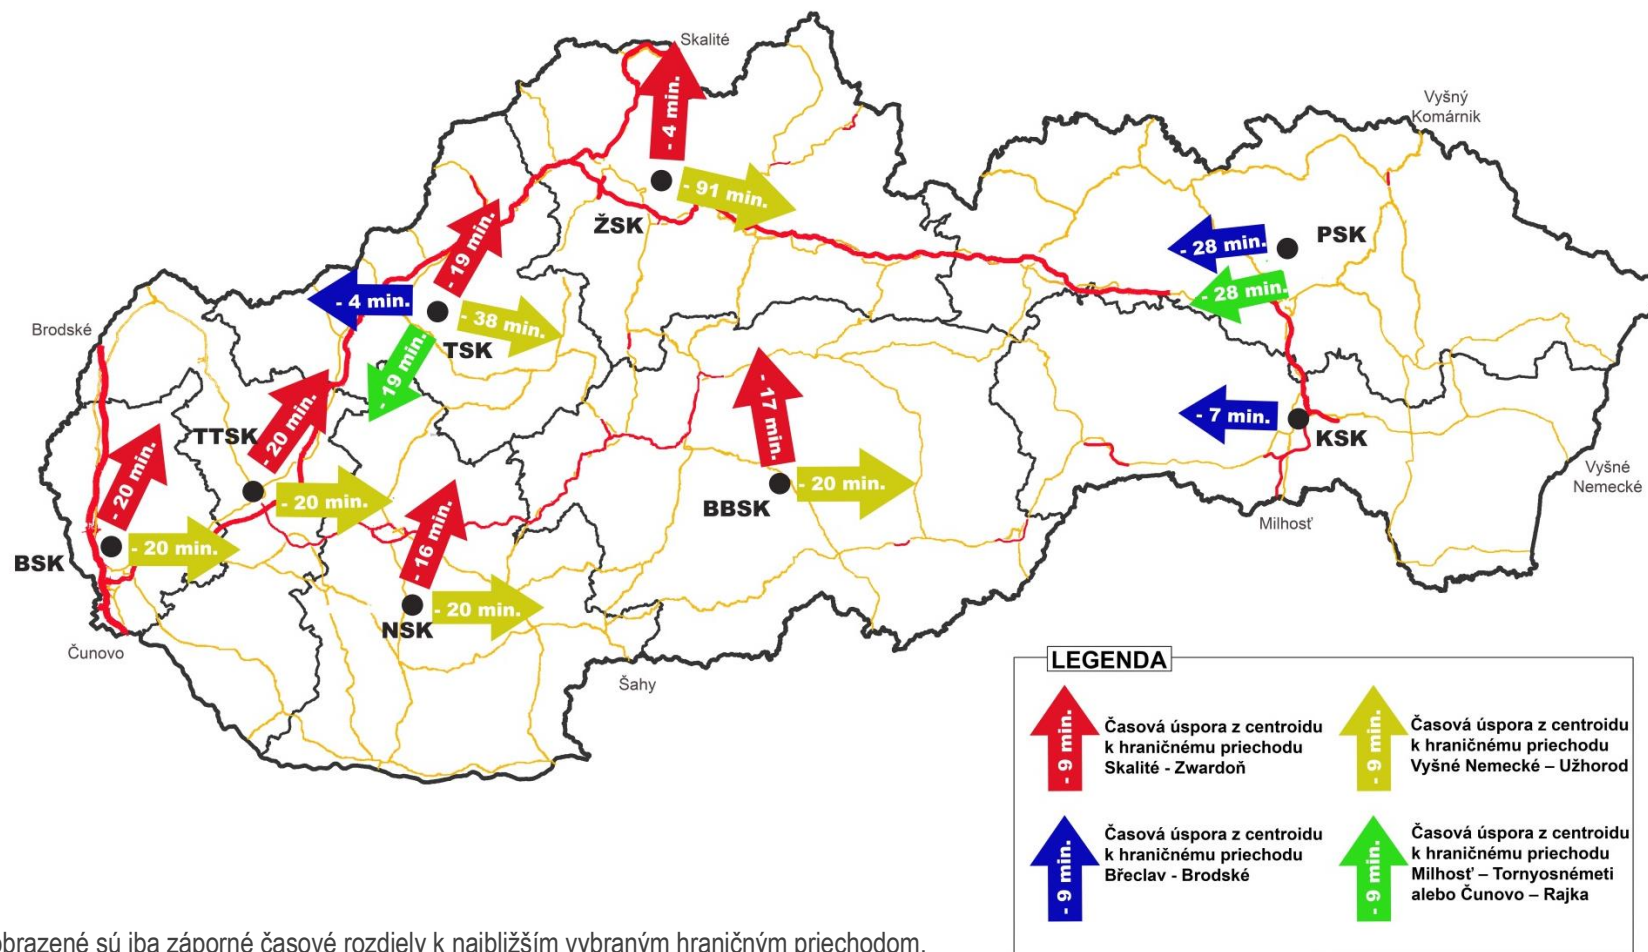 Skalité
Vyšný
Komárnik
- 4 min.
- 91 min.
ŽSK
- 19 min.
- 28 min.
PSK
- 28 min.
- 4 min.
- 38 min.
TSK
Brodské
- 19 min.
- 17 min.
- 7 min.
KSK
TTSK
- 20 min.
- 20 min.
Vyšné
Nemecké
- 20 min.
- 20 min.
BBSK
Milhosť
- 16 min.
BSK
- 20 min.
- 20 min.
NSK
Čunovo
Šahy
LEGENDA
- 9 min.
Časová úspora z centroidu
k hraničnému priechodu
Skalité - Zwardoň
- 9 min.
Časová úspora z centroidu
k hraničnému priechodu
Vyšné Nemecké – Užhorod
- 9 min.
Časová úspora z centroidu
k hraničnému priechodu
Břeclav - Brodské
- 9 min.
Časová úspora z centroidu
k hraničnému priechodu
Milhosť – Tornyosnémeti
alebo Čunovo – Rajka
obrazené sú iba záporné časové rozdiely k najbližším vybraným hraničným priechodom.